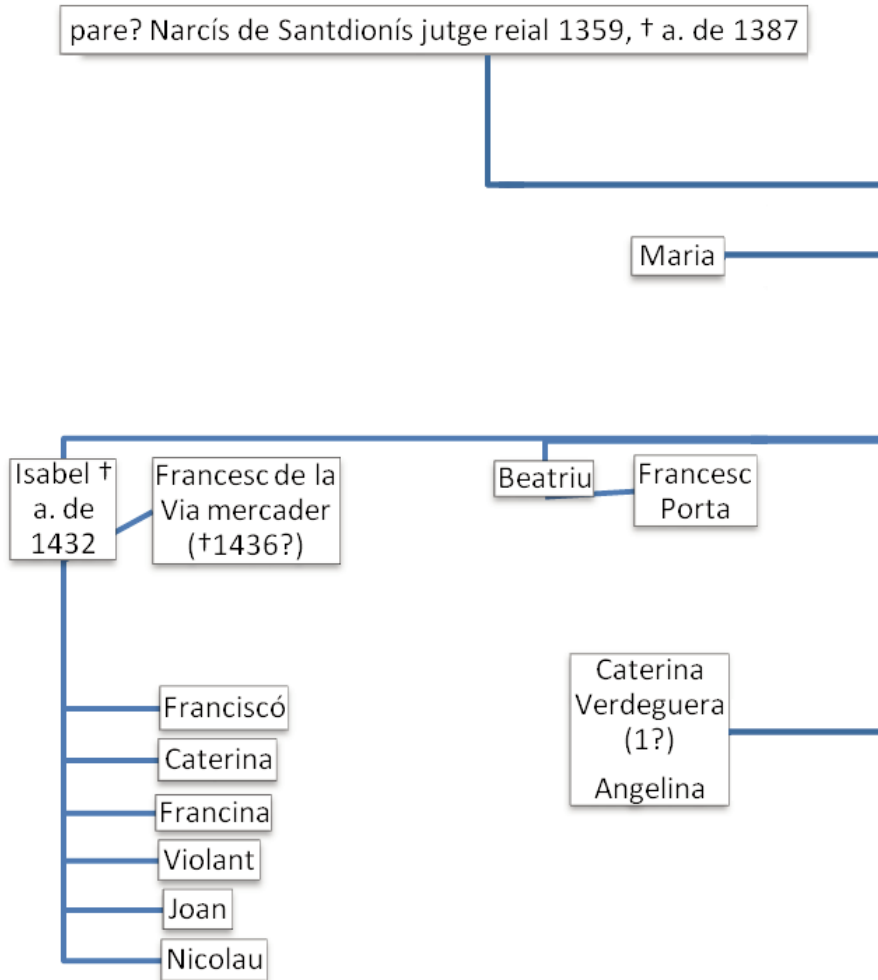 pare? Narcís de Santdionís jutge reial 1359, † a. de 1387
Maria
Isabel †
a. de
1432
Francesc de la
Via mercader
(†1436?)
Beatriu
Francesc
Porta
Caterina
Verdeguera
(1?)
Angelina
Franciscó
Caterina
Francina
Violant
Joan
Nicolau